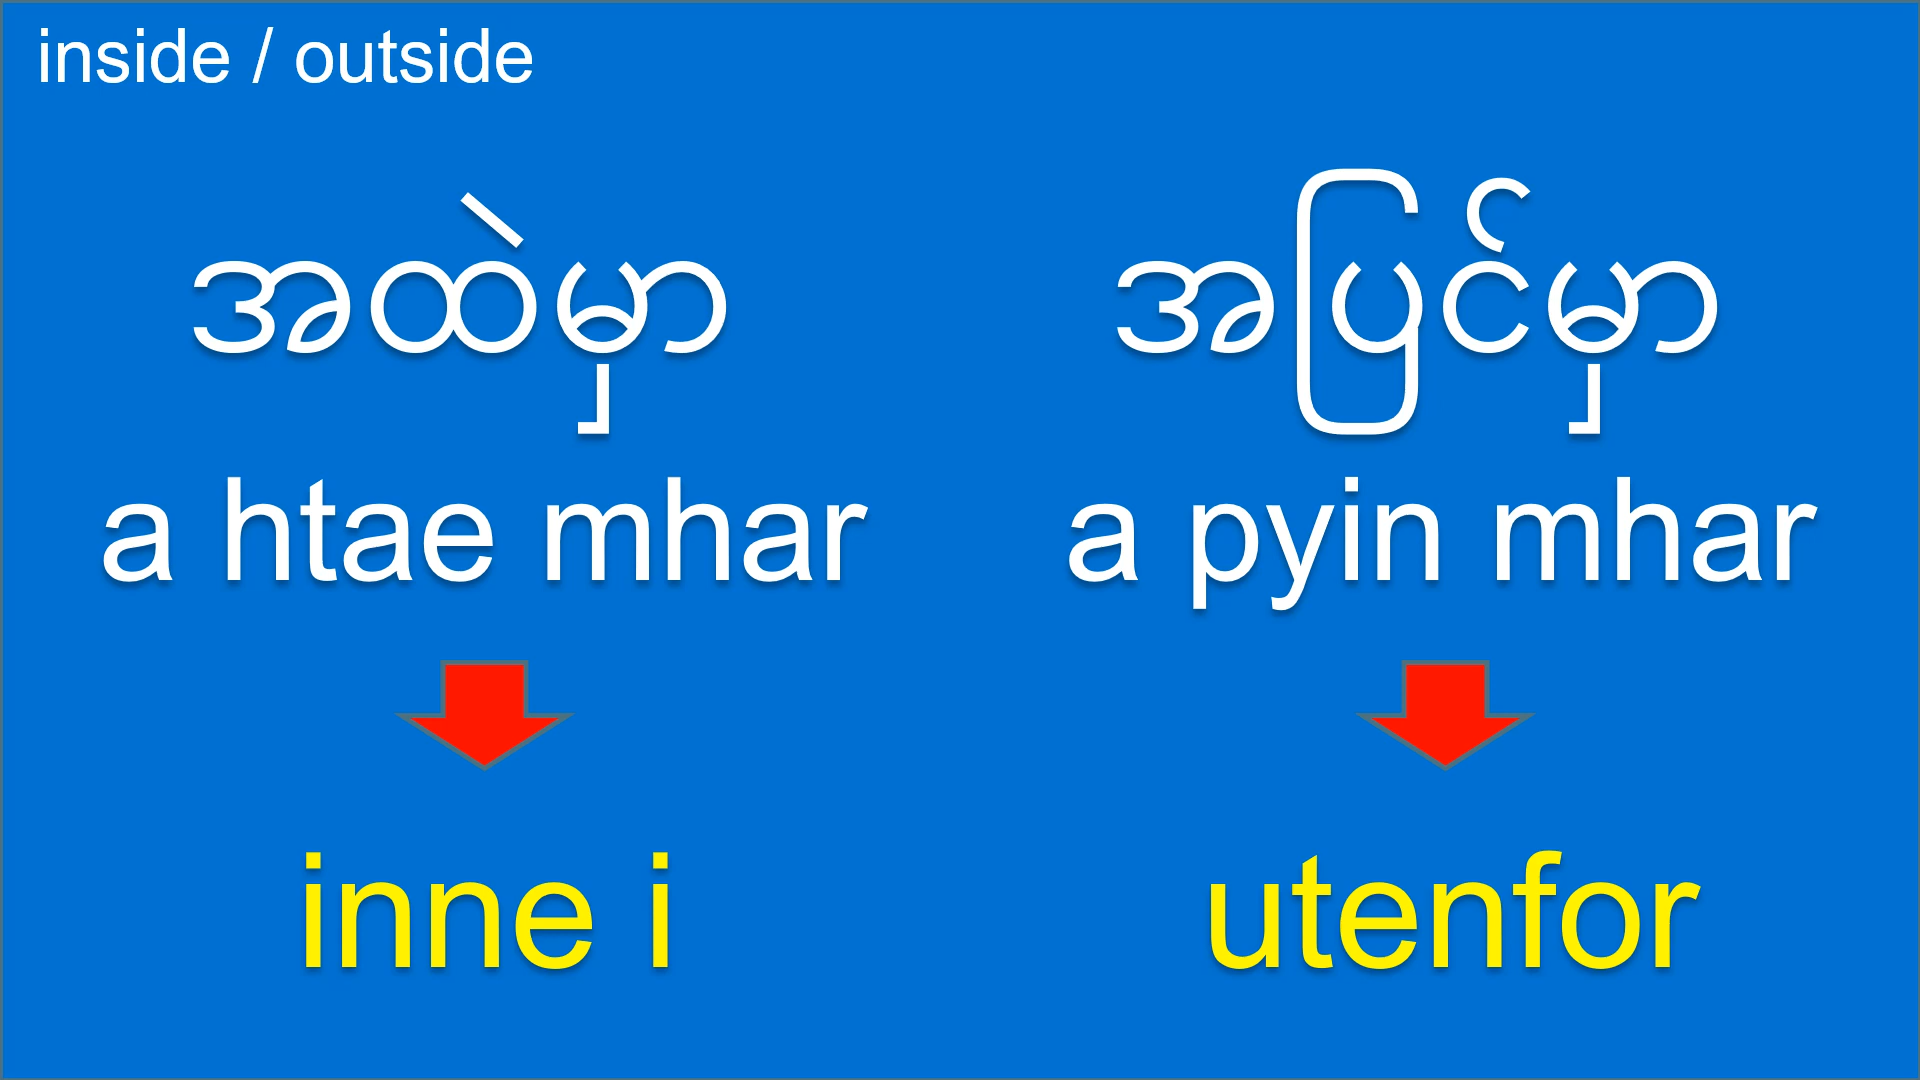 inside / outside
အထဲမှာ
အပြင်မှာ
a htae mhar
a pyin mhar
inne i
utenfor